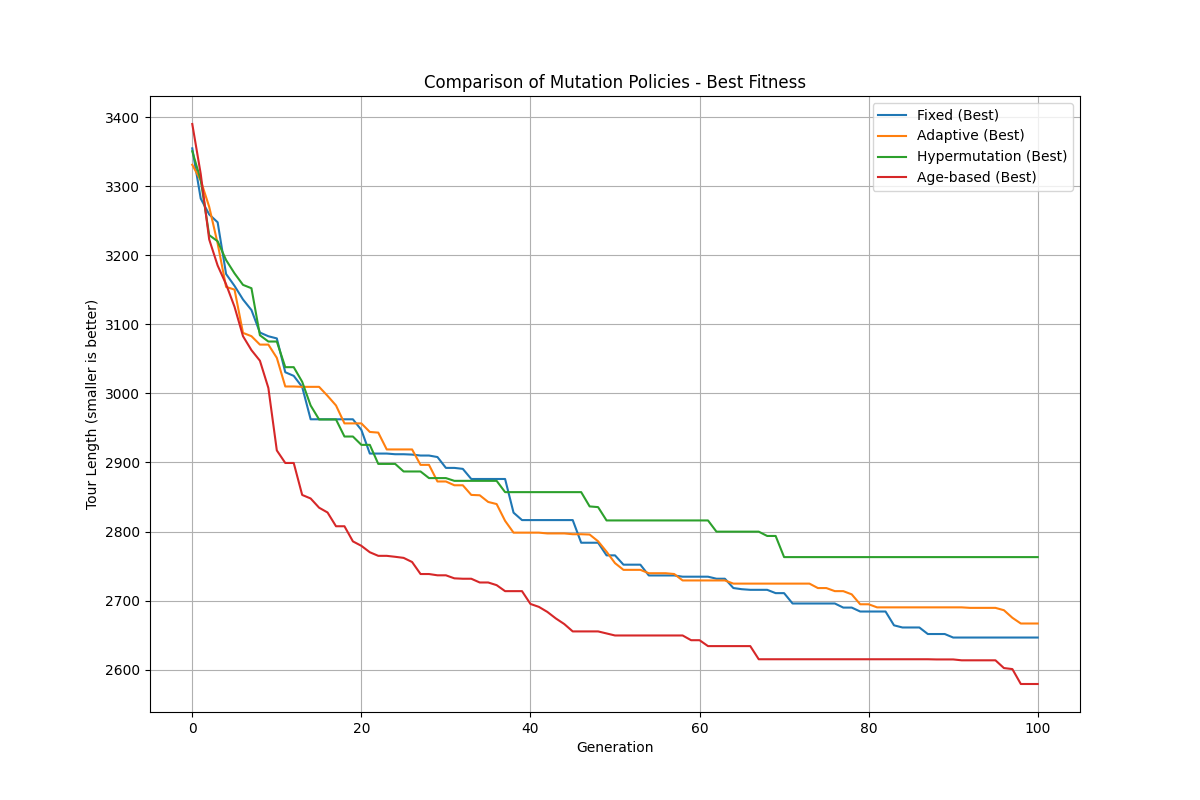 Comparison of Mutation Policies - Best Fitness
Fixed (Best)
Adaptive (Best)
Hypermutation (Best)
Age-based (Best)
Tour Length (smaller is better)
3400
3300
3200
3100
3000
2900
2800
2700
2600
0 20 40 60 80 100
Generation